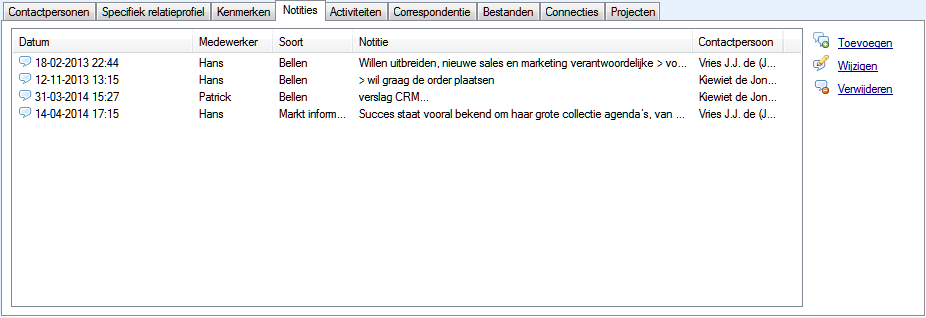 Contactpersonen Specifiek relatieprofiel Kenmerken Notities Activiteiten Correspondentie Bestanden Connecties Projecten
Datum Medewerker Soort Notitie Contactpersoon
18-02-2013 22:44 Hans Bellen Willen uitbreiden, nieuwe sales en marketing verantwoordelijke > vo... Vries J.J. de (J...
12-11-2013 13:15 Hans Bellen > wil graag de order plaatsen Kiewiet de Jon...
31-03-2014 15:27 Patrick Bellen verslag CRM... Kiewiet de Jon...
14-04-2014 17:15 Hans Markt inform... Succes staat vooral bekend om haar grote collectie agenda's, van ... Vries J.J. de (J...
Toevoegen
Wijzigen
Verwijderen